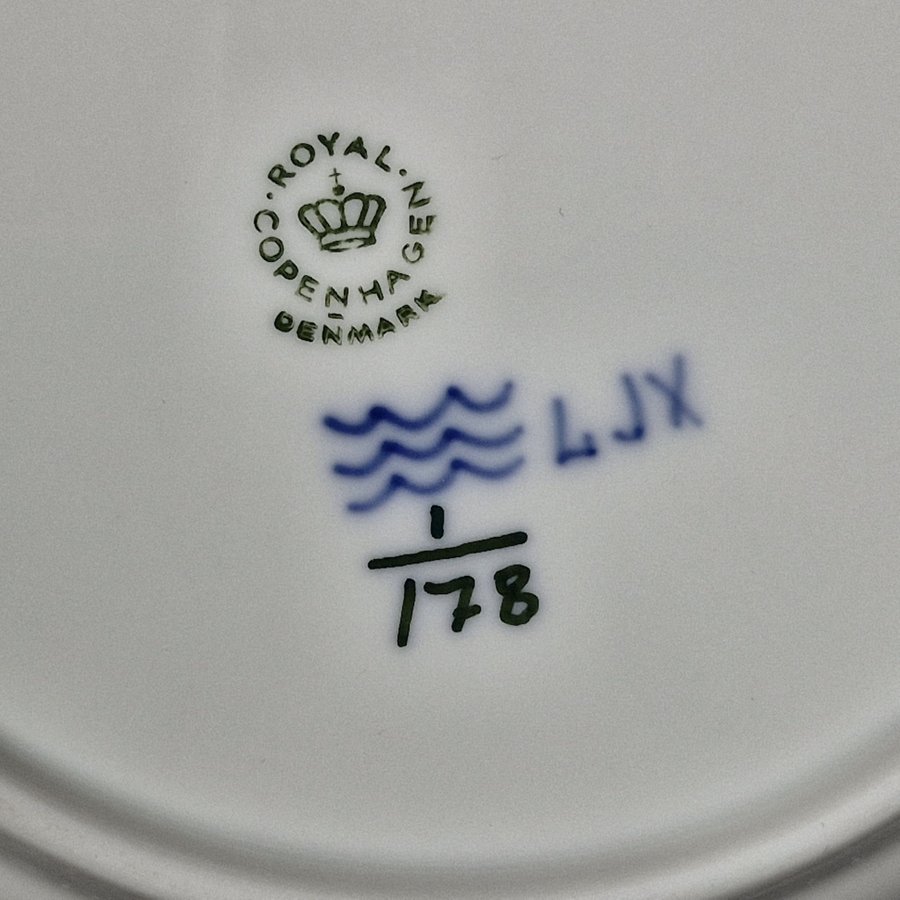 ROYAL
COPENHAGEN
DENMARK
LJX
1
178